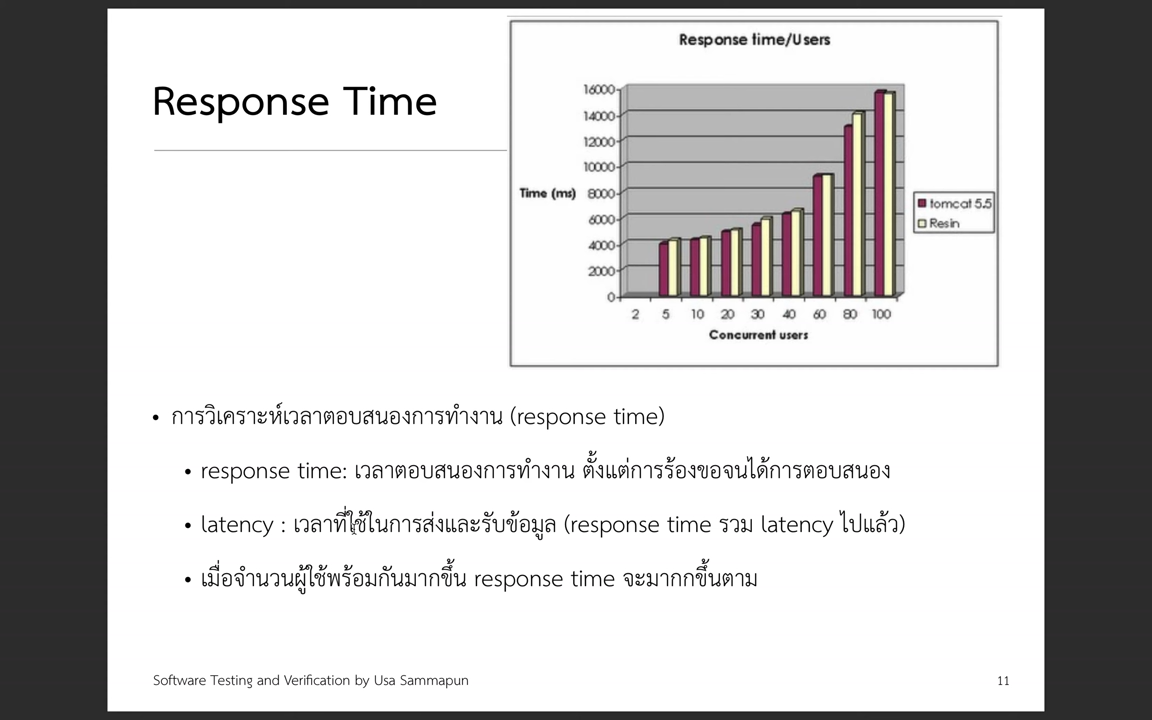 Response Time
Response time/Users
16000
14000
12000
10000
Time (ms) 8000
6000
4000
2000
0
2 5 10 20 30 40 60 80 100
Concurrent users
tomcat 5.5
Resin
• การวิเคราะห์เวลาตอบสนองการทำงาน (response time)
• response time: เวลาตอบสนองการทำงาน ตั้งแต่การร้องขอจนได้การตอบสนอง
• latency : เวลาที่ใช้ในการส่งและรับข้อมูล (response time รวม latency ไปแล้ว)
• เมื่อจำนวนผู้ใช้พร้อมกันมากขึ้น response time จะมากกขึ้นตาม
Software Testing and Verification by Usa Sammapun
11